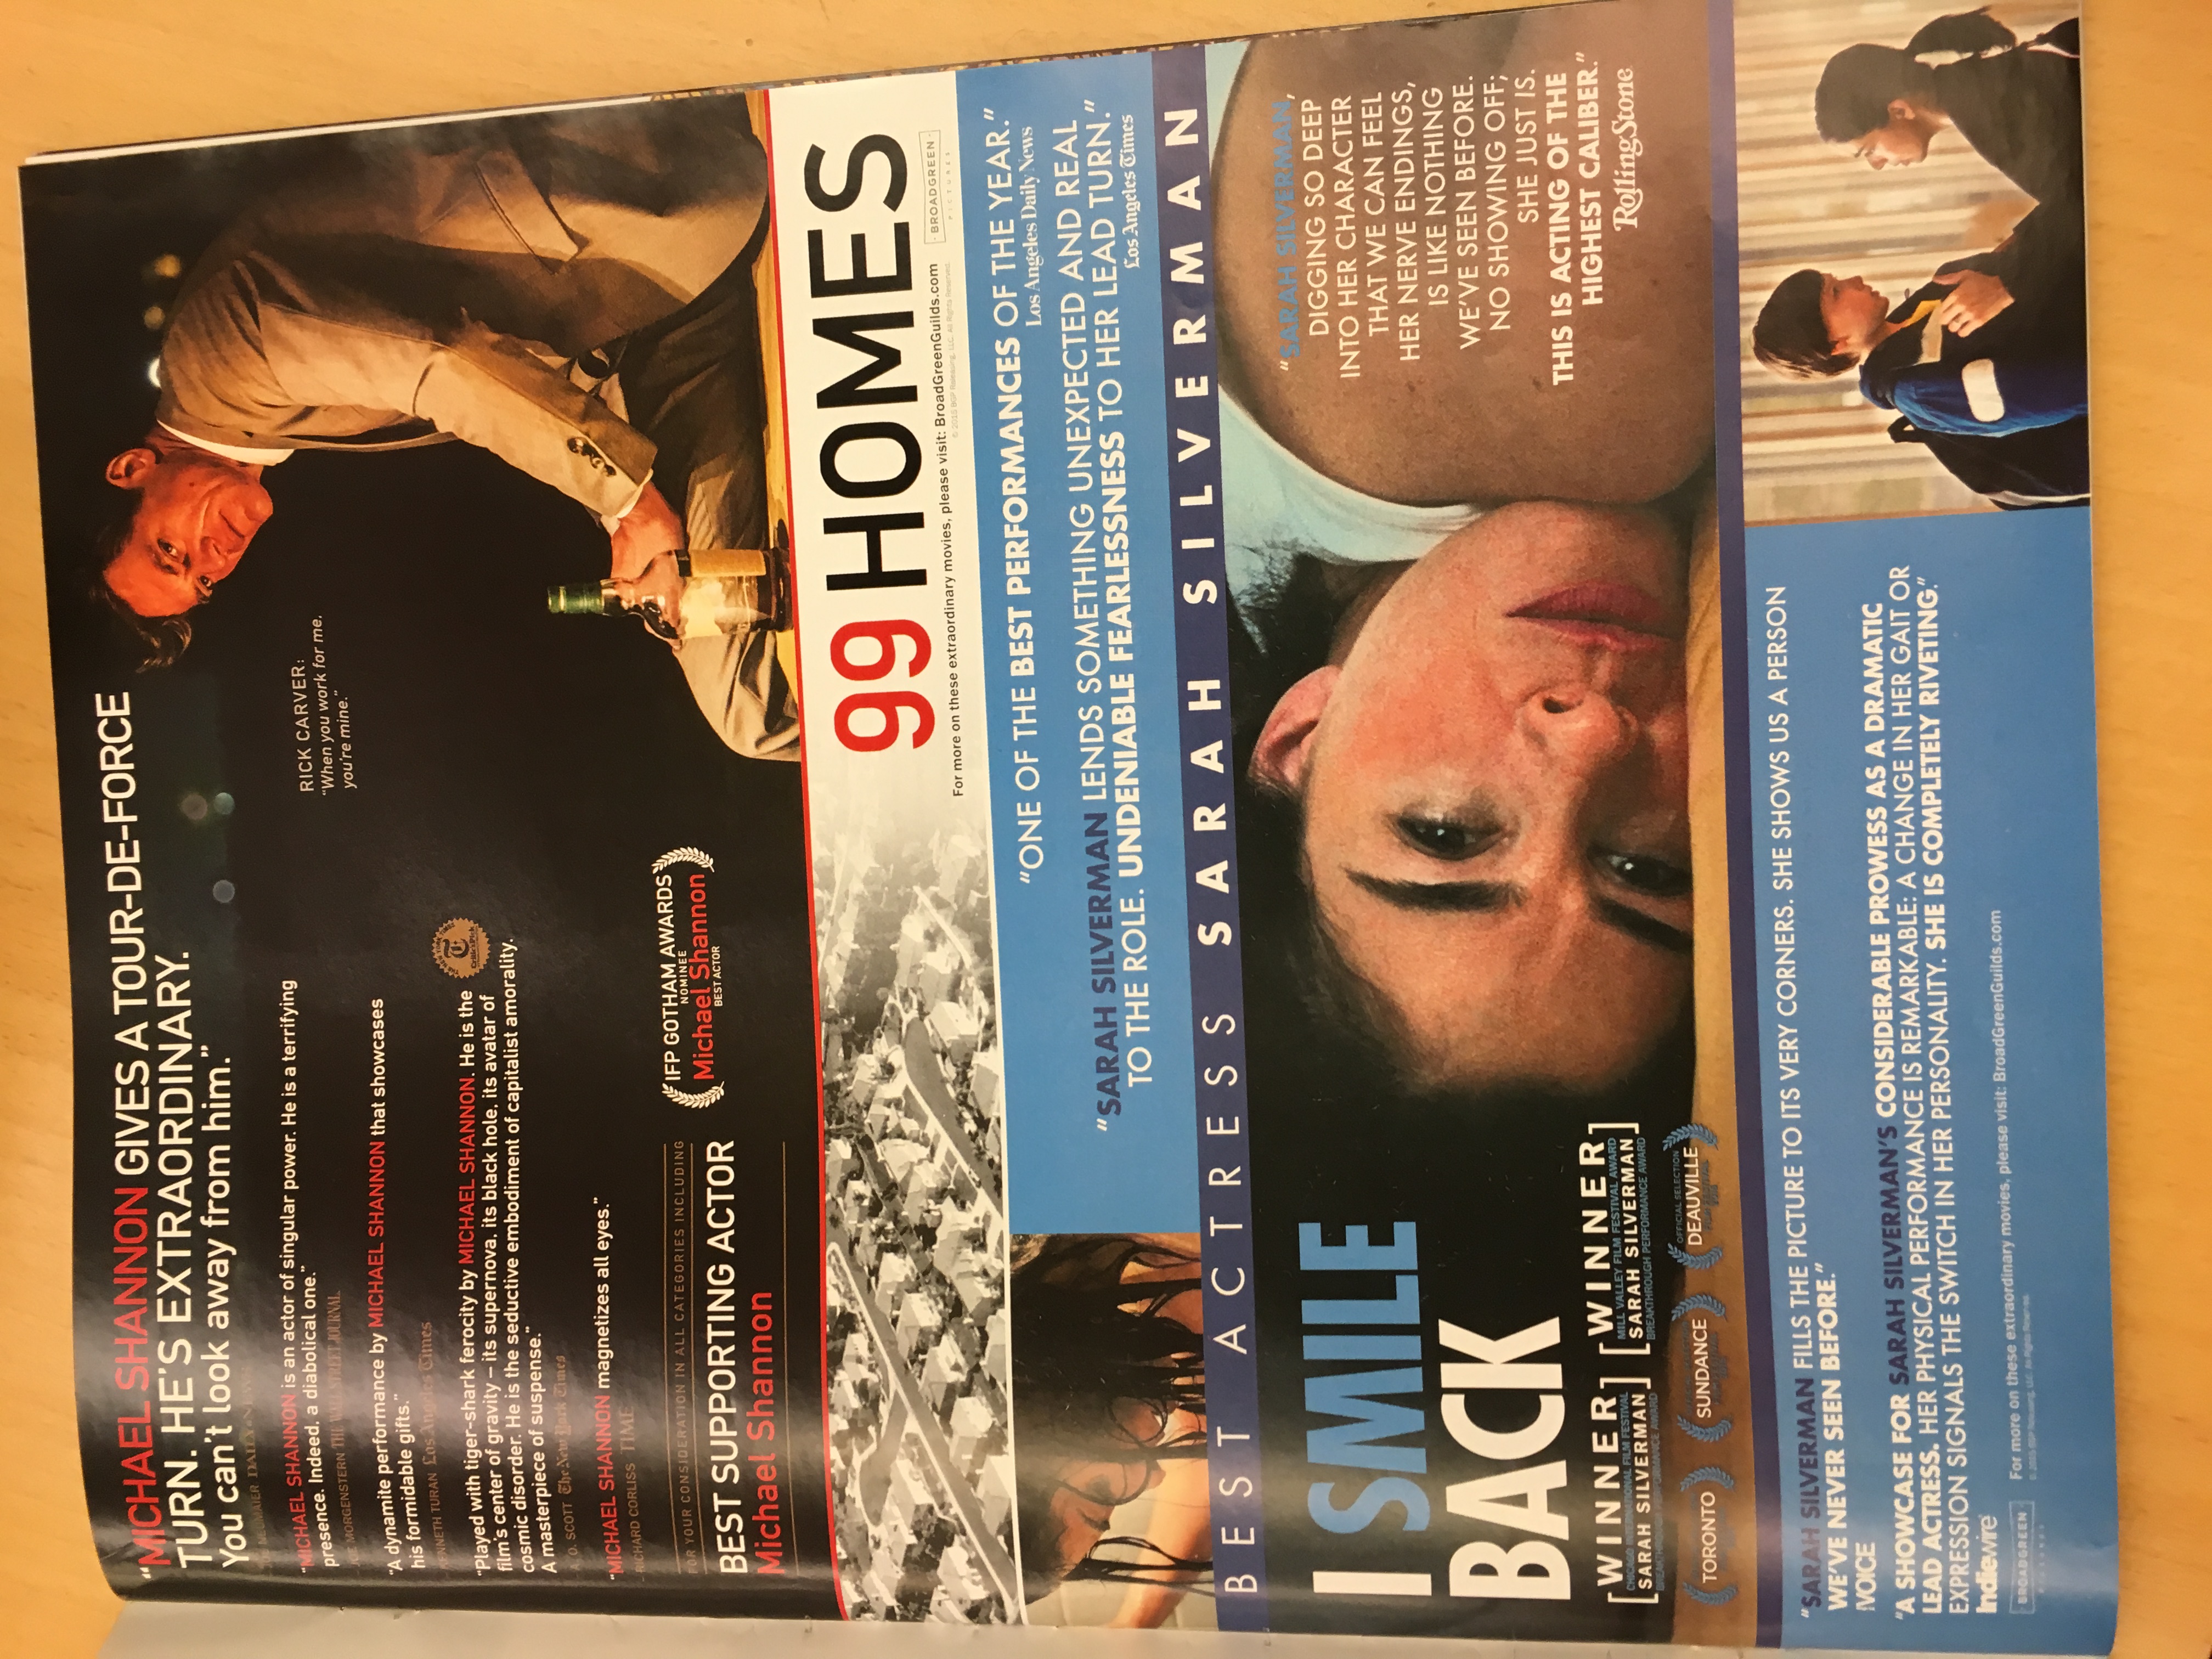 "MICHAEL SHANNON GIVES A TOUR-DE-FORCE
TURN. HE'S EXTRAORDINARY.
You can't look away from him."
"MICHAEL SHANNON is an actor of singular power. He is a terrifying
presence. Indeed, a diabolical one."
MORGENSTERN THE WALL STREET JOURNAL
"A dynamite performance by MICHAEL SHANNON that showcases
his formidable gifts."
KENNETH TURAN Los Angeles Times
"Played with tiger-shark ferocity by MICHAEL SHANNON. He is the
film's center of gravity – its supernova, its black hole, its avatar of
cosmic disorder. He is the seductive embodiment of capitalist amorality.
A masterpiece of suspense."
A.O. SCOTT The New York Times
"MICHAEL SHANNON magnetizes all eyes."
RICHARD CORLISS TIME
RICK CARVER:
"When you work for me,
you're mine."
FOR YOUR CONSIDERATION IN ALL CATEGORIES INCLUDING
BEST SUPPORTING ACTOR
Michael Shannon
IFP GOTHAM AWARDS
NOMINEE
Michael Shannon
BEST ACTOR
99 HOMES
For more on these extraordinary movies, please visit: BroadGreenGuilds.com
BROADGREEN
PICTURES
"ONE OF THE BEST PERFORMANCES OF THE YEAR."
Los Angeles Daily News
"SARAH SILVERMAN LENDS SOMETHING UNEXPECTED AND REAL
TO THE ROLE. UNDENIABLE FEARLESSNESS TO HER LEAD TURN."
Los Angeles Times
BEST ACTRESS SARAH SILVERMAN
"SARAH SILVERMAN,
DIGGING SO DEEP
INTO HER CHARACTER
THAT WE CAN FEEL
HER NERVE ENDINGS,
IS LIKE NOTHING
WE'VE SEEN BEFORE.
NO SHOWING OFF;
SHE JUST IS.
THIS IS ACTING OF THE
HIGHEST CALIBER."
RollingStone
I SMILE
BACK
[WINNER] [WINNER]
CHICAGO INTERNATIONAL FILM FESTIVAL MILL VALLEY FILM FESTIVAL AWARD
[SARAH SILVERMAN] [SARAH SILVERMAN]
BREAKTHROUGH PERFORMANCE AWARD BREAKTHROUGH PERFORMANCE AWARD
TORONTO
SUNDANCE
OFFICIAL SELECTION
DEAUVILLE
"SARAH SILVERMAN FILLS THE PICTURE TO ITS VERY CORNERS. SHE SHOWS US A PERSON
WE'VE NEVER SEEN BEFORE."
VOICE
"A SHOWCASE FOR SARAH SILVERMAN'S CONSIDERABLE PROWESS AS A DRAMATIC
LEAD ACTRESS. HER PHYSICAL PERFORMANCE IS REMARKABLE: A CHANGE IN HER GAIT OR
EXPRESSION SIGNALS THE SWITCH IN HER PERSONALITY. SHE IS COMPLETELY RIVETING."
Indiewire
BROADGREEN
PICTURES
For more on these extraordinary movies, please visit: BroadGreenGuilds.com